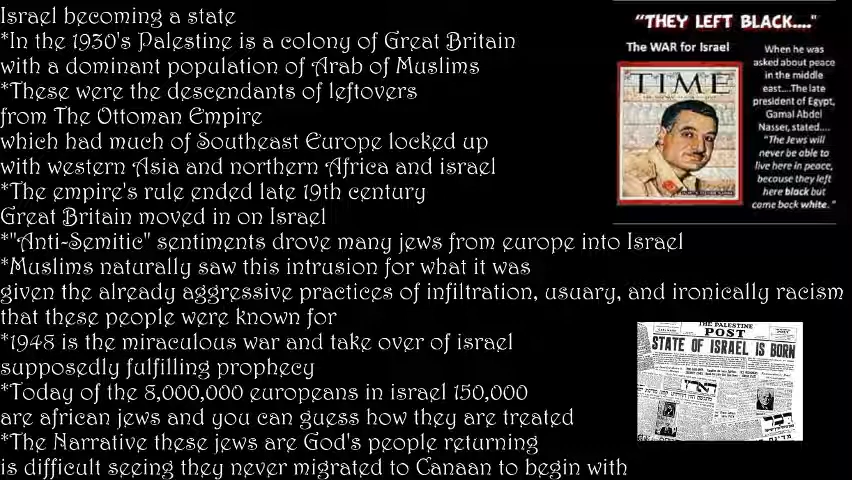 Israel becoming a state
*In the 1930's Palestine is a colony of Great Britain
with a dominant population of Arab of Muslims
*These were the descendants of leftovers
from The Ottoman Empire
which had much of Southeast Europe locked up
with western Asia and northern Africa and israel
*The empire's rule ended late 19th century
Great Britain moved in on Israel
*"Anti-Semitic" sentiments drove many jews from europe into Israel
*Muslims naturally saw this intrusion for what it was
given the already aggressive practices of infiltration, usuary, and ironically racism
that these people were known for
*1948 is the miraculous war and take over of israel
supposedly fulfilling prophecy
*Today of the 8,000,000 europeans in israel 150,000
are african jews and you can guess how they are treated
*The Narrative these jews are God's people returning
is difficult seeing they never migrated to Canaan to begin with
"THEY LEFT BLACK...."
The WAR for Israel
TIME
When he was
asked about peace
in the middle
east....The late
president of Egypt,
Gamal Abdel
Nasser, stated....
"The Jews will
never be able to
live here in peace,
because they left
here black but
came back white."
THE PALESTINE
POST
STATE OF ISRAEL IS BORN
הארץ